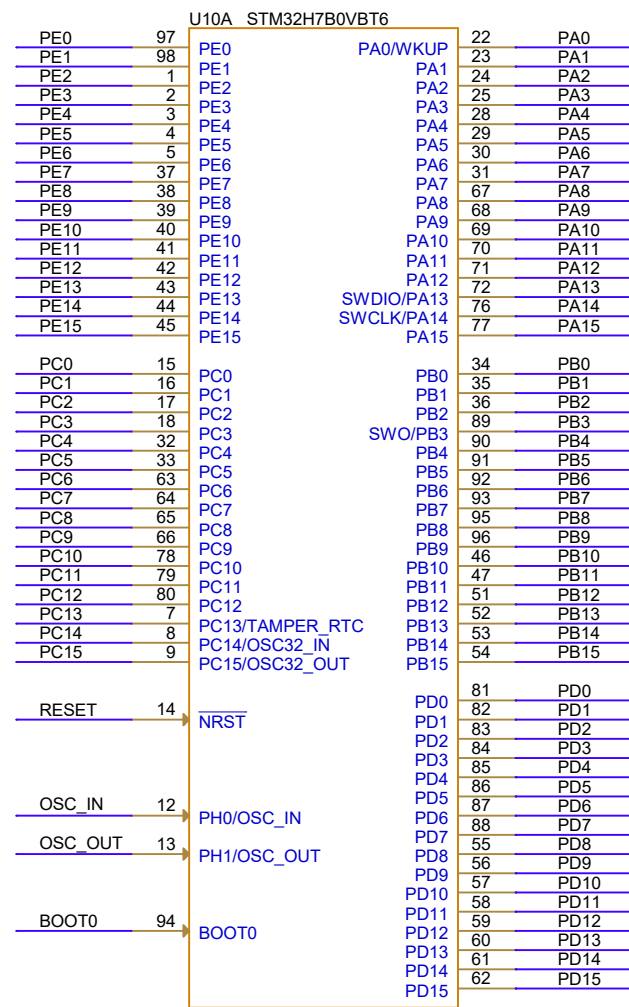 U10A STM32H7B0VBT6
PE0 97 PE0 PA0/WKUP 22 PA0
PE1 98 PE1 PA1 23 PA1
PE2 1 PE2 PA2 24 PA2
PE3 2 PE3 PA3 25 PA3
PE4 3 PE4 PA4 28 PA4
PE5 4 PE5 PA5 29 PA5
PE6 5 PE6 PA6 30 PA6
PE7 37 PE7 PA7 31 PA7
PE8 38 PE8 PA8 67 PA8
PE9 39 PE9 PA9 68 PA9
PE10 40 PE10 PA10 69 PA10
PE11 41 PE11 PA11 70 PA11
PE12 42 PE12 PA12 71 PA12
PE13 43 PE13 SWDIO/PA13 72 PA13
PE14 44 PE14 SWCLK/PA14 76 PA14
PE15 45 PE15 PA15 77 PA15
PC0 15 PC0 PB0 34 PB0
PC1 16 PC1 PB1 35 PB1
PC2 17 PC2 PB2 36 PB2
PC3 18 PC3 SWO/PB3 89 PB3
PC4 32 PC4 PB4 90 PB4
PC5 33 PC5 PB5 91 PB5
PC6 63 PC6 PB6 92 PB6
PC7 64 PC7 PB7 93 PB7
PC8 65 PC8 PB8 95 PB8
PC9 66 PC9 PB9 96 PB9
PC10 78 PC10 PB10 46 PB10
PC11 79 PC11 PB11 47 PB11
PC12 80 PC12 PB12 51 PB12
PC13 7 PC13/TAMPER_RTC PB13 52 PB13
PC14 8 PC14/OSC32_IN PB14 53 PB14
PC15 9 PC15/OSC32_OUT PB15 54 PB15
PD0 81 PD0
RESET 14 NRST PD1 82 PD1
PD2 83 PD2
PD3 84 PD3
PD4 85 PD4
PD5 86 PD5
OSC_IN 12 PH0/OSC_IN PD6 87 PD6
PD7 88 PD7
OSC_OUT 13 PH1/OSC_OUT PD8 55 PD8
PD9 56 PD9
PD10 57 PD10
PD11 58 PD11
BOOT0 94 BOOT0 PD12 59 PD12
PD13 60 PD13
PD14 61 PD14
PD15 62 PD15